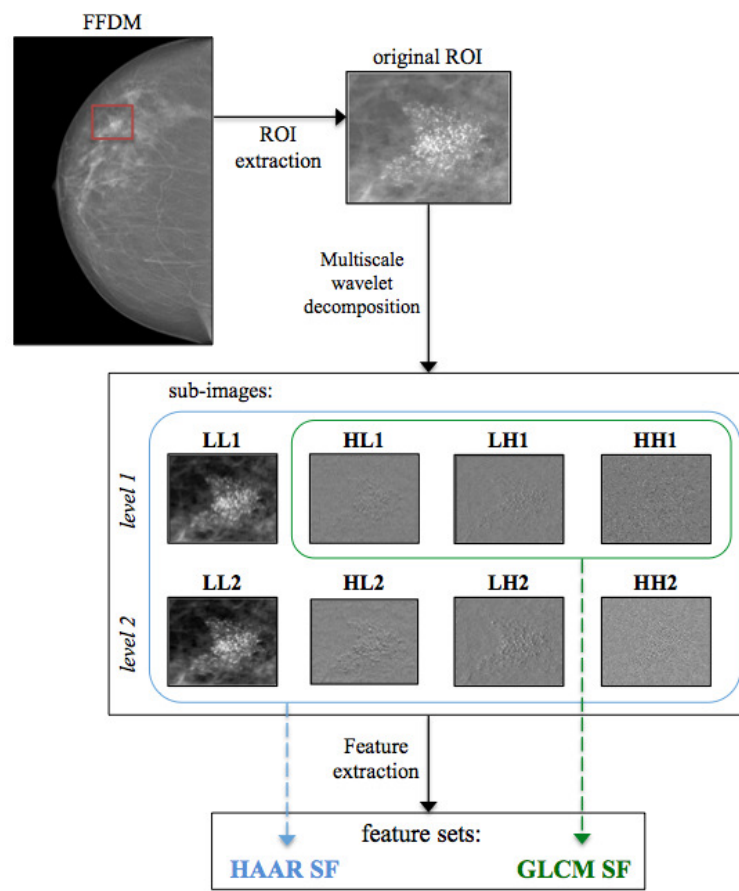 FFDM
original ROI
ROI
extraction
Multiscale
wavelet
decomposition
sub-images:
LL1 HL1 LH1 HH1
level 1
LL2 HL2 LH2 HH2
level 2
Feature
extraction
feature sets:
HAAR SF GLCM SF